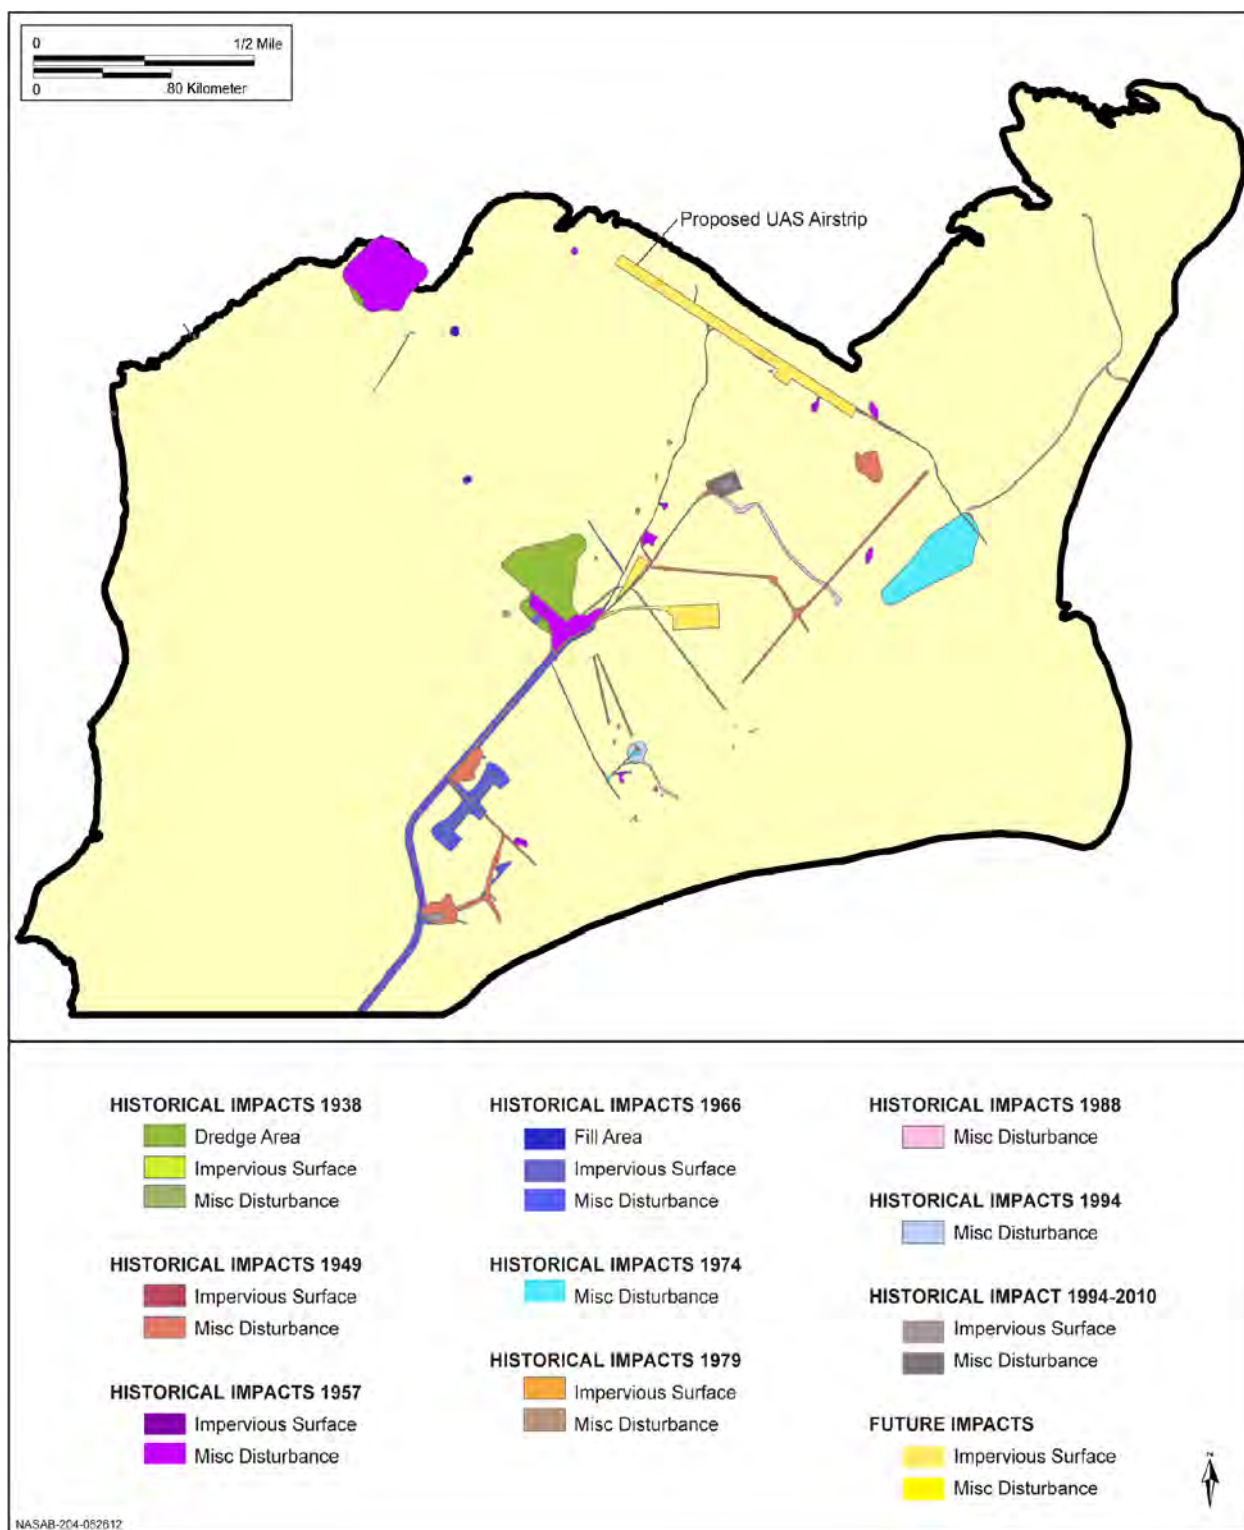 0 1/2 Mile
0 .80 Kilometer
Proposed UAS Airstrip
HISTORICAL IMPACTS 1938
Dredge Area
Impervious Surface
Misc Disturbance
HISTORICAL IMPACTS 1949
Impervious Surface
Misc Disturbance
HISTORICAL IMPACTS 1957
Impervious Surface
Misc Disturbance
HISTORICAL IMPACTS 1966
Fill Area
Impervious Surface
Misc Disturbance
HISTORICAL IMPACTS 1974
Misc Disturbance
HISTORICAL IMPACTS 1979
Impervious Surface
Misc Disturbance
HISTORICAL IMPACTS 1988
Misc Disturbance
HISTORICAL IMPACTS 1994
Misc Disturbance
HISTORICAL IMPACT 1994-2010
Impervious Surface
Misc Disturbance
FUTURE IMPACTS
Impervious Surface
Misc Disturbance
N
NASAB-204-082612